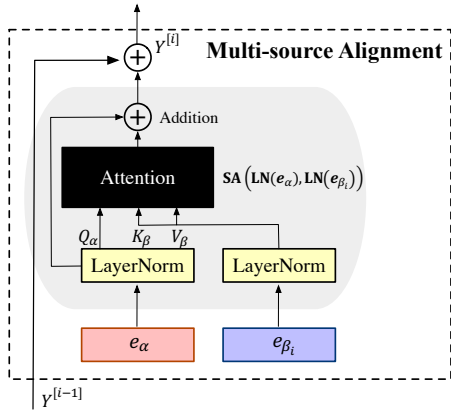 Y^{[i]}
Multi-source Alignment
Addition
Attention
SA (LN(e_α), LN(e_{β_i}))
Q_α K_β V_β
LayerNorm LayerNorm
e_α e_{β_i}
Y^{[i-1]}